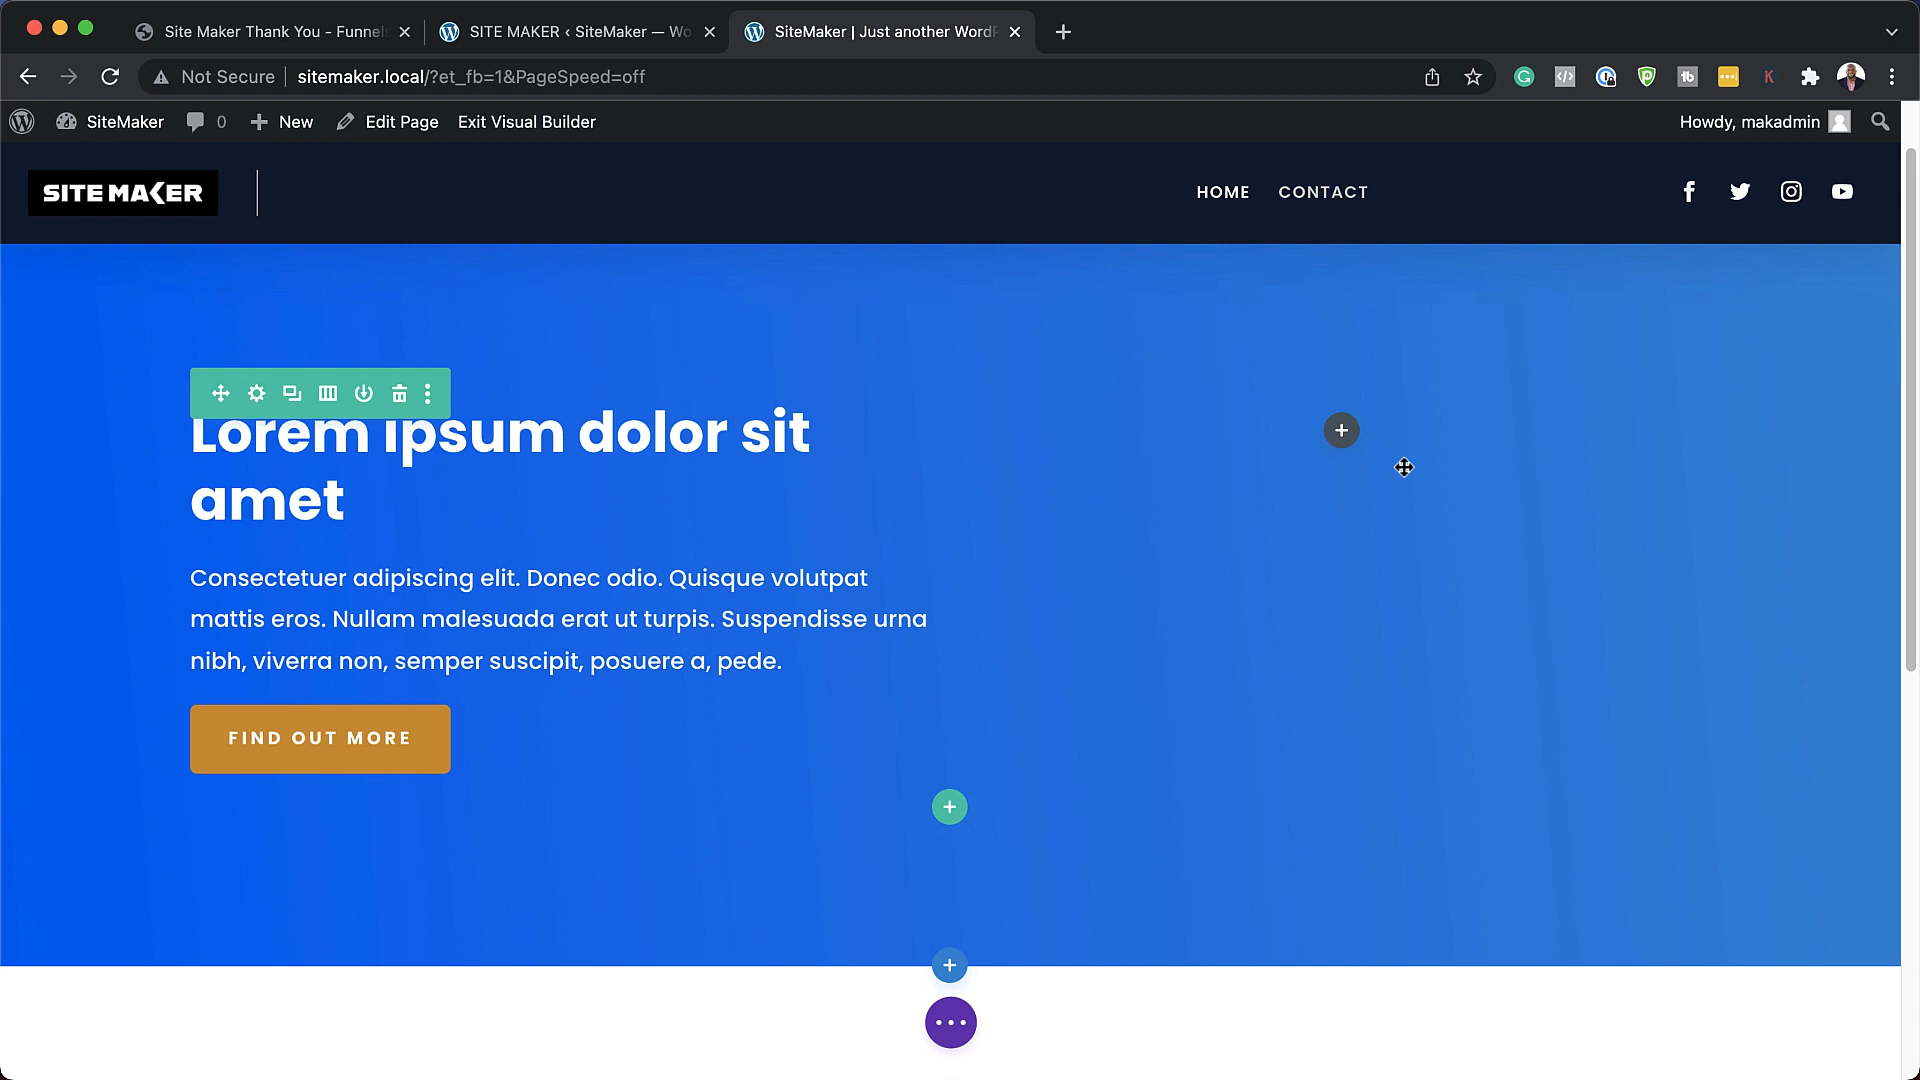 Site Maker Thank You - Funnels
SITE MAKER ‹ SiteMaker — Wo
SiteMaker | Just another WordP
Not Secure
sitemaker.local/?et_fb=1&PageSpeed=off
SiteMaker
0
New
Edit Page
Exit Visual Builder
Howdy, makadmin
SITE MAKER
HOME
CONTACT
Lorem ipsum dolor sit
amet
Consectetuer adipiscing elit. Donec odio. Quisque volutpat
mattis eros. Nullam malesuada erat ut turpis. Suspendisse urna
nibh, viverra non, semper suscipit, posuere a, pede.
FIND OUT MORE